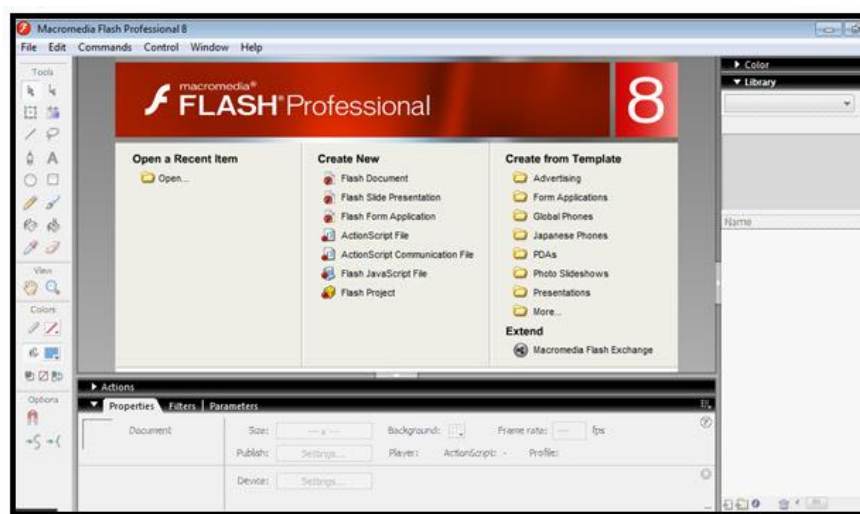 Macromedia Flash Professional 8
File Edit Commands Control Window Help
Tools
View
Colors
Options
macromedia®
FLASH® Professional 8
Open a Recent Item
Open...
Create New
Flash Document
Flash Slide Presentation
Flash Form Application
ActionScript File
ActionScript Communication File
Flash JavaScript File
Flash Project
Create from Template
Advertising
Form Applications
Global Phones
Japanese Phones
PDAs
Photo Slideshows
Presentations
More...
Extend
Macromedia Flash Exchange
Color
Library
Name
Actions
Properties Filters Parameters
Document Size: Background: Frame rate: fps
Publish: Settings... Player: ActionScript: - Profile:
Device: Settings...